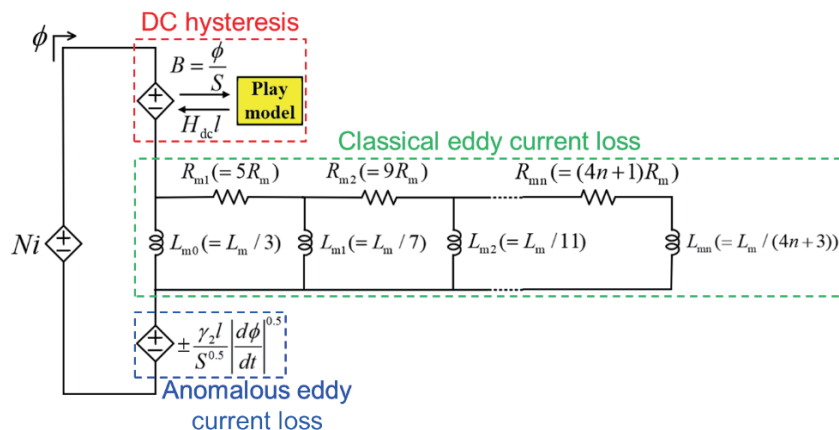 DC hysteresis
ϕ
B = ϕ/S
Play
model
H_dc l
Classical eddy current loss
R_m1(=5R_m)
R_m2(=9R_m)
R_mn(=(4n+1)R_m)
Ni
L_m0(=L_m/3)
L_m1(=L_m/7)
L_m2(=L_m/11)
L_mn(=L_m/(4n+3))
± γ_2 l / S^0.5 |dϕ/dt|^0.5
Anomalous eddy
current loss